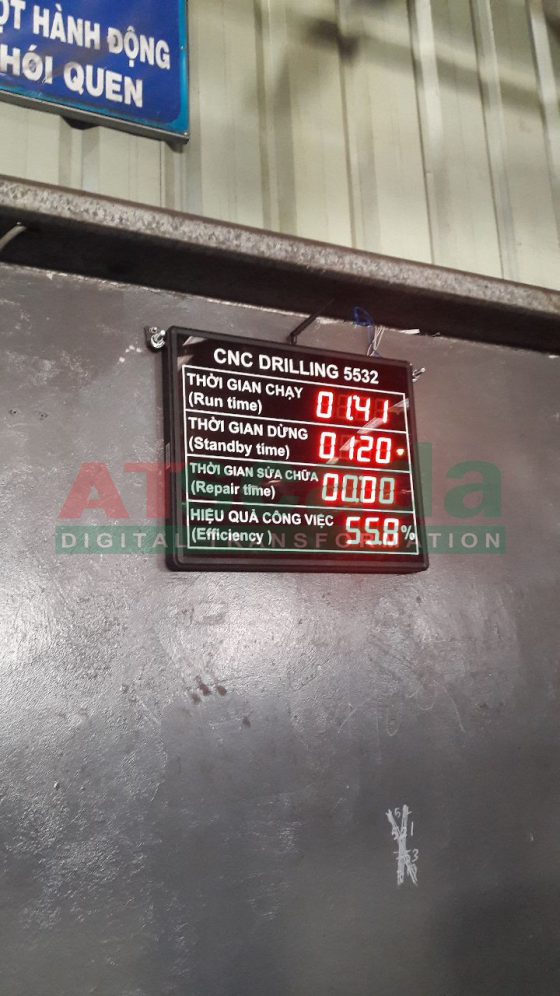 ỘT HÀNH ĐỘNG
HÓI QUEN
CNC DRILLING 5532
THỜI GIAN CHẠY
(Run time)
01.41
THỜI GIAN DỪNG
(Standby time)
01.20
THỜI GIAN SỬA CHỮA
(Repair time)
00.00
HIỆU QUẢ CÔNG VIỆC
(Efficiency)
55.8%
DIGITAL TRANSFORMATION